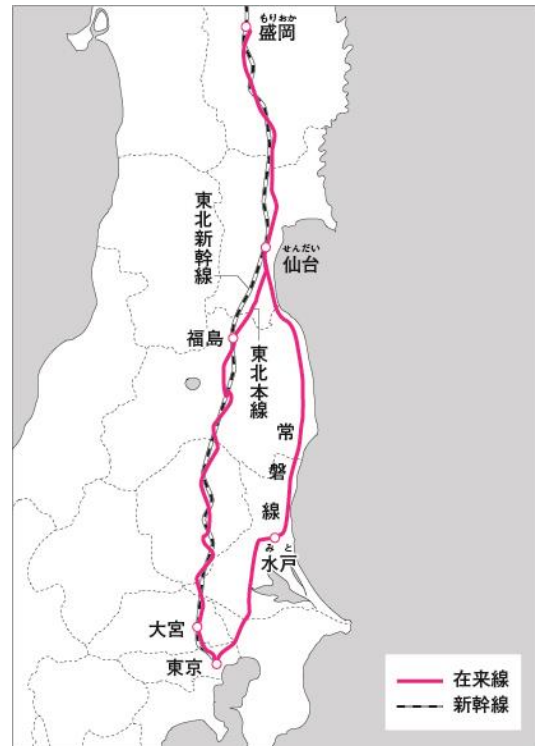 もりおか
盛岡
東北新幹線
せんだい
仙台
福島
東北本線
常磐線
みと
水戸
大宮
東京
在来線
新幹線